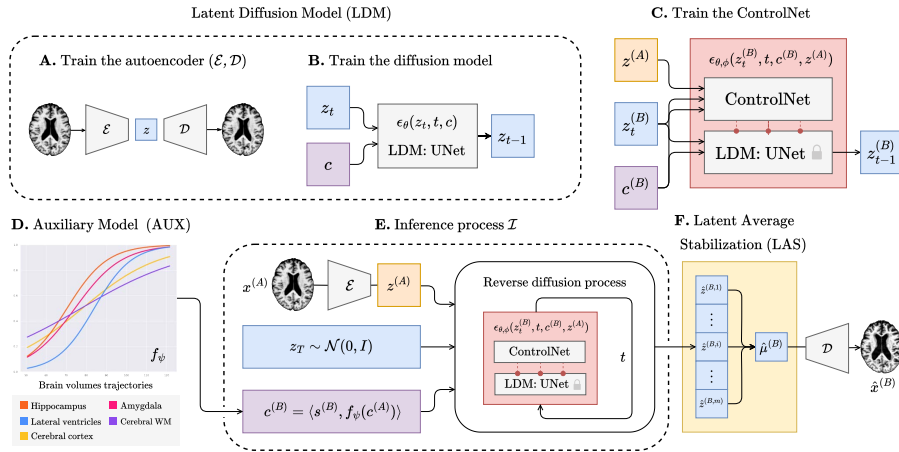 Latent Diffusion Model (LDM)
A. Train the autoencoder (ℰ, 𝒟)
ℰ
z
𝒟
B. Train the diffusion model
z_t
c
ϵ_θ(z_t, t, c)
LDM: UNet
z_{t−1}
C. Train the ControlNet
z^{(A)}
z_t^{(B)}
c^{(B)}
ϵ_{θ,ϕ}(z_t^{(B)}, t, c^{(B)}, z^{(A)})
ControlNet
LDM: UNet
z_{t−1}^{(B)}
D. Auxiliary Model (AUX)
f_ψ
Brain volumes trajectories
Hippocampus
Amygdala
Lateral ventricles
Cerebral WM
Cerebral cortex
E. Inference process ℐ
x^{(A)}
ℰ
z^{(A)}
z_T ∼ 𝒩(0, I)
c^{(B)} = ⟨s^{(B)}, f_ψ(c^{(A)})⟩
Reverse diffusion process
ϵ_{θ,ϕ}(z_t^{(B)}, t, c^{(B)}, z^{(A)})
ControlNet
LDM: UNet
t
F. Latent Average
Stabilization (LAS)
ẑ^{(B,1)}
⋮
ẑ^{(B,i)}
⋮
ẑ^{(B,m)}
μ̂^{(B)}
𝒟
x̂^{(B)}